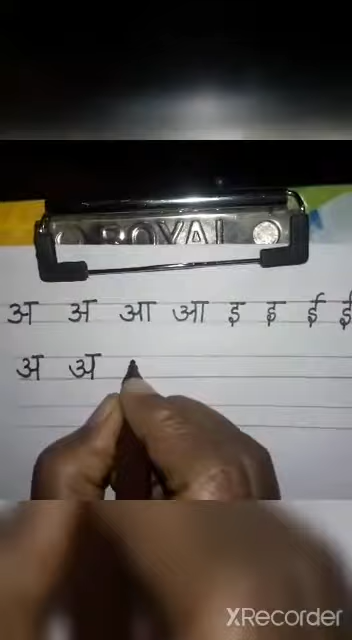 ROYAL
अ अ आ आ इ इ ई ई
अ अ
XRecorder